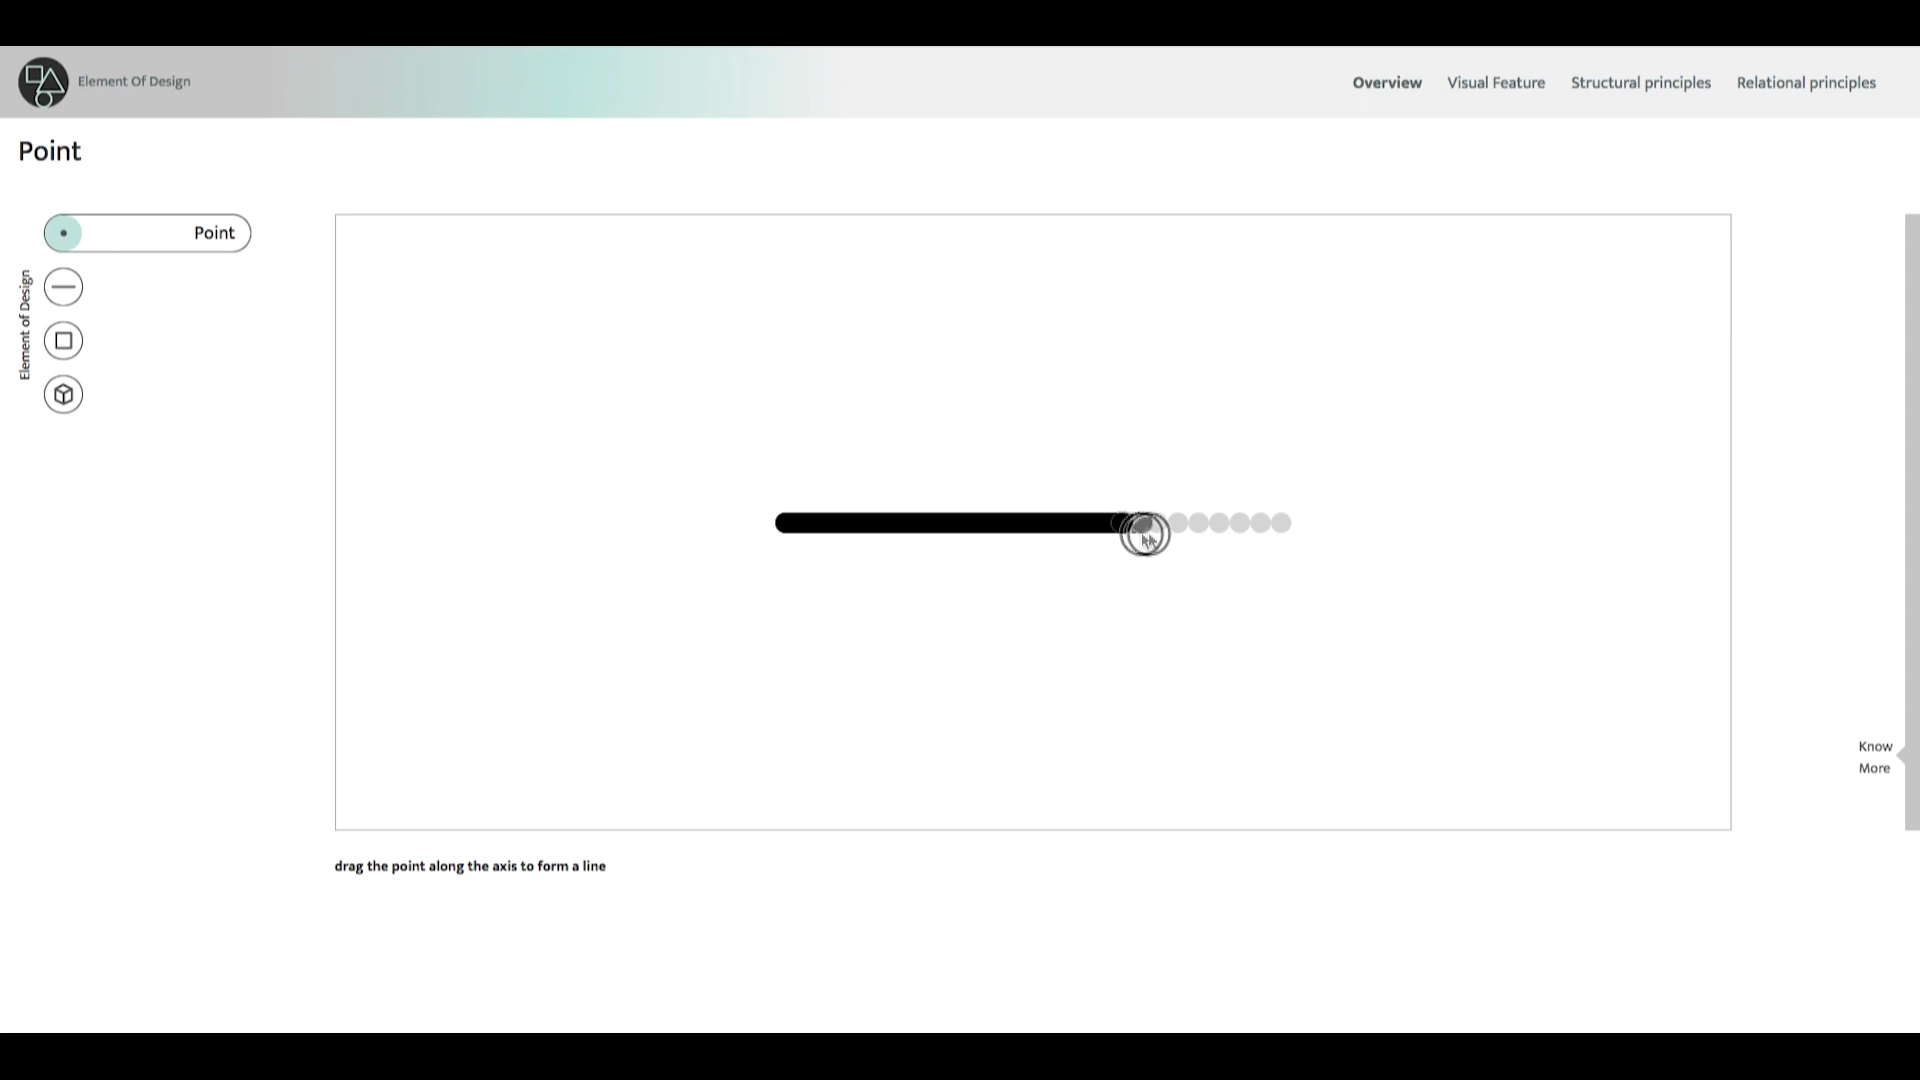 Element Of Design
Overview
Visual Feature
Structural principles
Relational principles
Point
Point
Element of Design
Know
More
drag the point along the axis to form a line